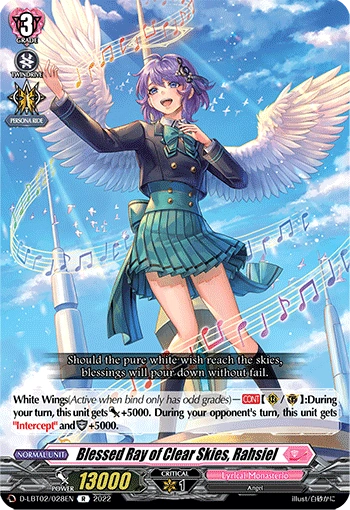 3
GRADE
TWINDRIVE
PERSONA RIDE
Should the pure white wish reach the skies,
blessings will pour down without fail.
White Wings(Active when bind only has odd grades)–CONT【 / 】:During
your turn, this unit gets +5000. During your opponent's turn, this unit gets
"Intercept" and +5000.
NORMAL UNIT
Blessed Ray of Clear Skies, Rahsiel
POWER 13000
CRITICAL
1
Lyrical Monasterio
Angel
D-LBT02/028EN R 2022
illust/白砂かに